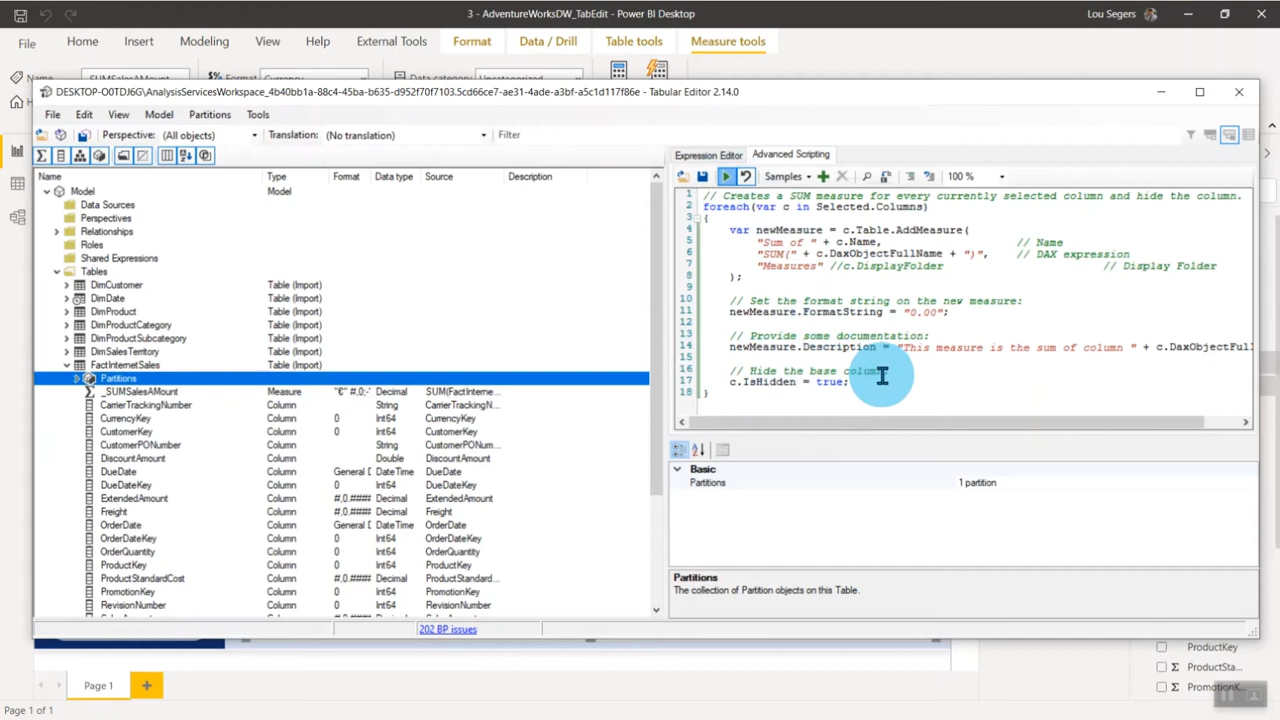 3 - AdventureWorksDW_TabEdit - Power BI Desktop
Lou Segers
File Home Insert Modeling View Help External Tools Format Data / Drill Table tools Measure tools
DESKTOP-O0TDJ6G\AnalysisServicesWorkspace_4b40bb1a-88c4-45ba-b635-d952f70f7103.5cd66ce7-ae31-4ade-a3bf-a5c1d117f86e - Tabular Editor 2.14.0
File Edit View Model Partitions Tools
Perspective: (All objects) Translation: (No translation) Filter
Name Type Format Data type Source Description
Model Model
Data Sources
Perspectives
Relationships
Roles
Shared Expressions
Tables
DimCustomer Table (Import)
DimDate Table (Import)
DimProduct Table (Import)
DimProductCategory Table (Import)
DimProductSubcategory Table (Import)
DimSalesTerritory Table (Import)
FactInternetSales Table (Import)
Partitions
_SUMSalesAMount Measure "€" #,0.;-" Decimal SUM(FactInterne...
CarrierTrackingNumber Column String CarrierTrackingN...
CurrencyKey Column 0 Int64 CurrencyKey
CustomerKey Column 0 Int64 CustomerKey
CustomerPONumber Column String CustomerPONum...
DiscountAmount Column Double DiscountAmount
DueDate Column General D DateTime DueDate
DueDateKey Column 0 Int64 DueDateKey
ExtendedAmount Column #,0.#### Decimal ExtendedAmount
Freight Column #,0.#### Decimal Freight
OrderDate Column General D DateTime OrderDate
OrderDateKey Column 0 Int64 OrderDateKey
OrderQuantity Column 0 Int64 OrderQuantity
ProductKey Column 0 Int64 ProductKey
ProductStandardCost Column #,0.#### Decimal ProductStandard...
PromotionKey Column 0 Int64 PromotionKey
RevisionNumber Column 0 Int64 RevisionNumber
202 BP issues
Expression Editor Advanced Scripting
Samples 100 %
1 // Creates a SUM measure for every currently selected column and hide the column.
2 foreach(var c in Selected.Columns)
3 {
4 var newMeasure = c.Table.AddMeasure(
5 "Sum of " + c.Name, // Name
6 "SUM(" + c.DaxObjectFullName + ")", // DAX expression
7 "Measures" //c.DisplayFolder // Display Folder
8 );
9
10 // Set the format string on the new measure:
11 newMeasure.FormatString = "0.00";
12
13 // Provide some documentation:
14 newMeasure.Description = "This measure is the sum of column " + c.DaxObjectFull
15
16 // Hide the base column
17 c.IsHidden = true;
18 }
Basic
Partitions 1 partition
Partitions
The collection of Partition objects on this Table.
ProductKey
ProductSta...
PromotionK...
Page 1
Page 1 of 1